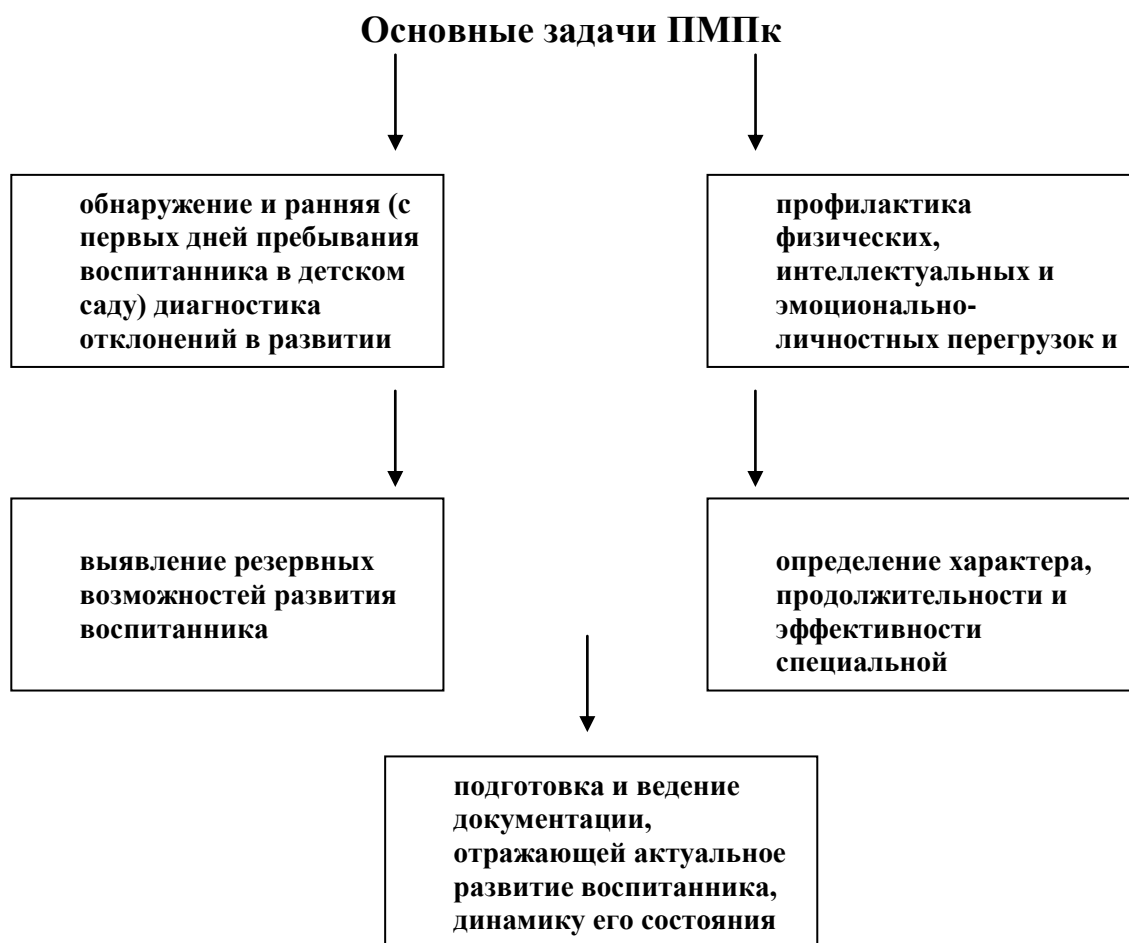 Основные задачи ПМПк
обнаружение и ранняя (с
первых дней пребывания
воспитанника в детском
саду) диагностика
отклонений в развитии
профилактика
физических,
интеллектуальных и
эмоционально-
личностных перегрузок и
выявление резервных
возможностей развития
воспитанника
определение характера,
продолжительности и
эффективности
специальной
подготовка и ведение
документации,
отражающей актуальное
развитие воспитанника,
динамику его состояния